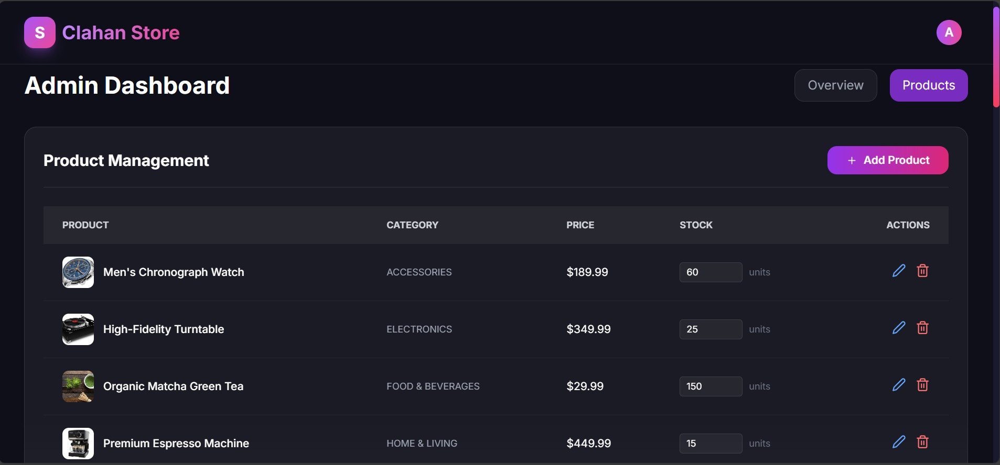 S Clahan Store A
Admin Dashboard Overview Products
Product Management + Add Product
PRODUCT CATEGORY PRICE STOCK ACTIONS
Men's Chronograph Watch ACCESSORIES $189.99 60 units
High-Fidelity Turntable ELECTRONICS $349.99 25 units
Organic Matcha Green Tea FOOD & BEVERAGES $29.99 150 units
Premium Espresso Machine HOME & LIVING $449.99 15 units